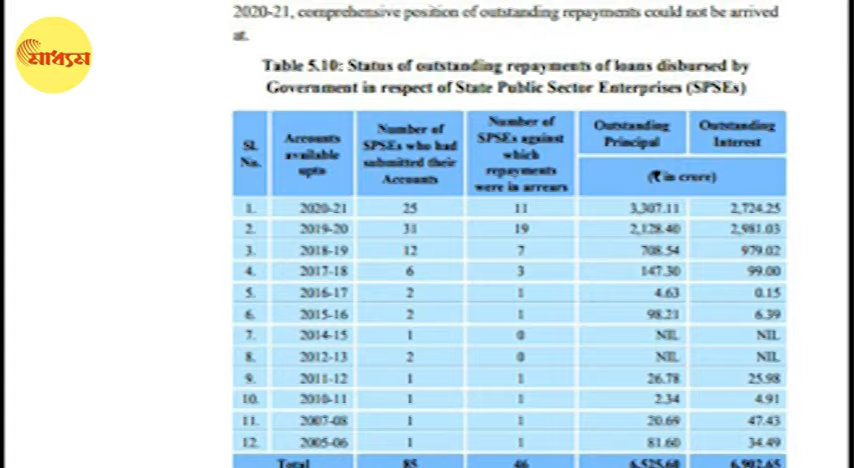 মাধ্যম
2020-21, comprehensive position of outstanding repayments could not be arrived
at.
Table 5.10: Status of outstanding repayments of loans disbursed by
Government in respect of State Public Sector Enterprises (SPSEs)
Sl. No. Accounts available upto Number of SPSEs who had submitted their Accounts Number of SPSEs against which repayments were in arrears Outstanding Principal Outstanding Interest
(₹ in crore)
1. 2020-21 25 11 3,307.11 2,724.25
2. 2019-20 31 19 2,128.40 2,981.03
3. 2018-19 12 7 708.54 979.02
4. 2017-18 6 3 147.30 99.00
5. 2016-17 2 1 4.63 0.15
6. 2015-16 2 1 98.21 6.39
7. 2014-15 1 0 NIL NIL
8. 2012-13 2 0 NIL NIL
9. 2011-12 1 1 26.78 25.98
10. 2010-11 1 1 2.34 4.91
11. 2007-08 1 1 20.69 47.43
12. 2005-06 1 1 81.60 34.49
Total 85 46 6,525.60 6,902.65